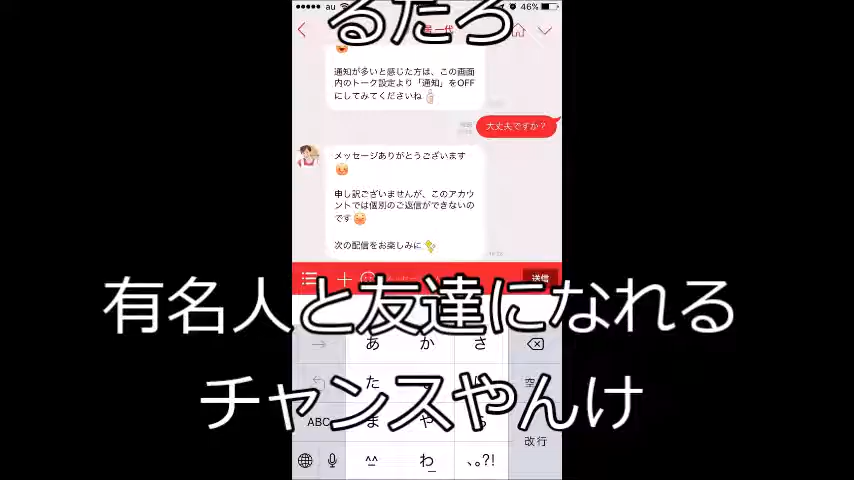 au 46%
るだろ
通知が多いと感じた方は、この画面
内のトーク設定より「通知」をOFF
にしてみてくださいね
大丈夫ですか？
メッセージありがとうございます
申し訳ございませんが、このアカウ
ントでは個別のご返信ができないの
です
次の配信をお楽しみに
送信
有名人と友達になれる
チャンスやんけ
→ あ か さ
た
ABC ま や
改行
^^ わ 、。?!